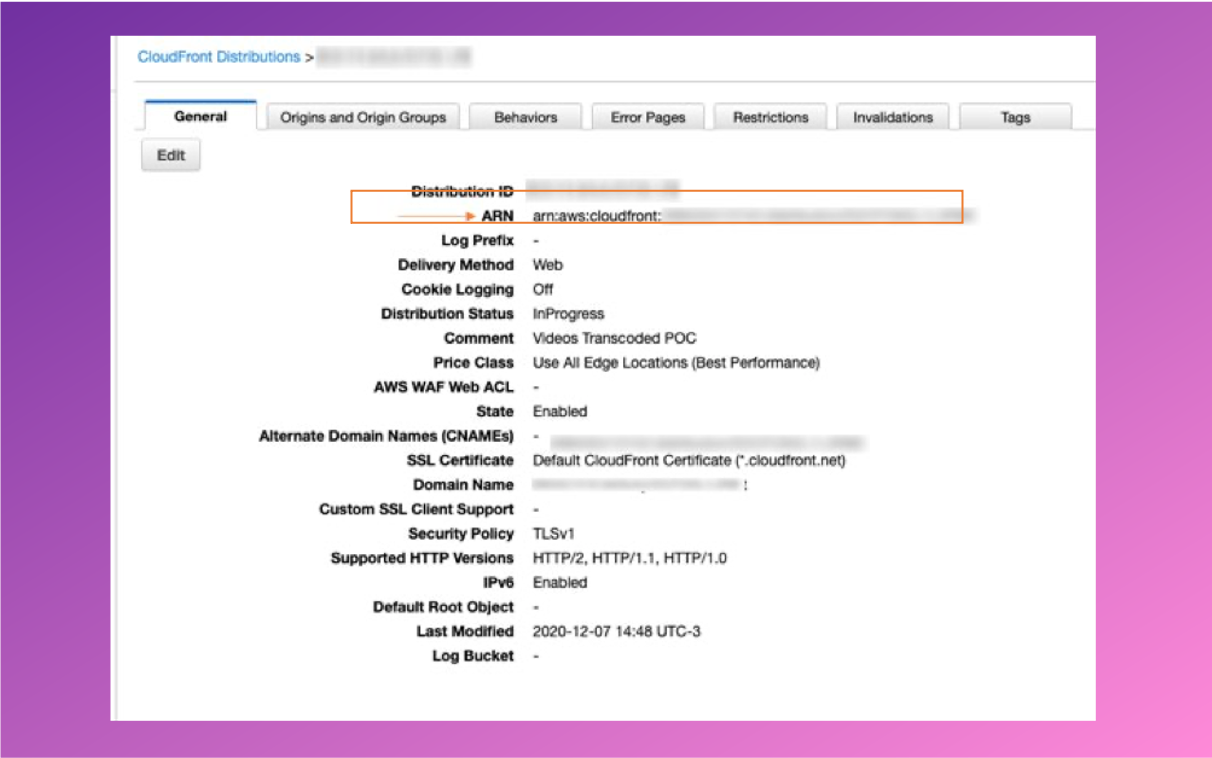 CloudFront Distributions >
General Origins and Origin Groups Behaviors Error Pages Restrictions Invalidations Tags
Edit
Distribution ID
ARN arn:aws:cloudfront:
Log Prefix -
Delivery Method Web
Cookie Logging Off
Distribution Status InProgress
Comment Videos Transcoded POC
Price Class Use All Edge Locations (Best Performance)
AWS WAF Web ACL -
State Enabled
Alternate Domain Names (CNAMEs) -
SSL Certificate Default CloudFront Certificate (*.cloudfront.net)
Domain Name
Custom SSL Client Support -
Security Policy TLSv1
Supported HTTP Versions HTTP/2, HTTP/1.1, HTTP/1.0
IPv6 Enabled
Default Root Object -
Last Modified 2020-12-07 14:48 UTC-3
Log Bucket -